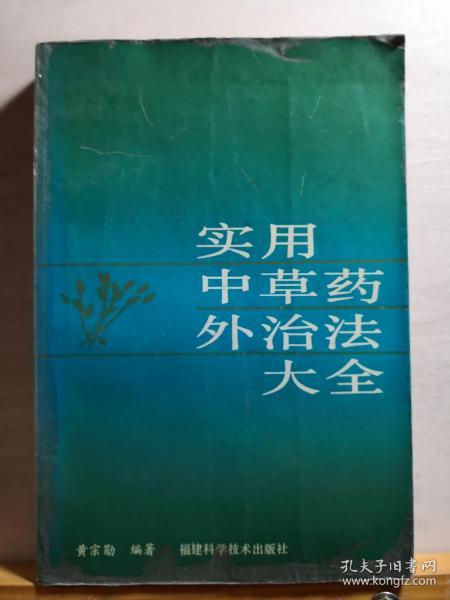 实用
中草药
外治法
大全
黄宗勖 编著 福建科学技术出版社
孔夫子旧书网
www.kongfz.com